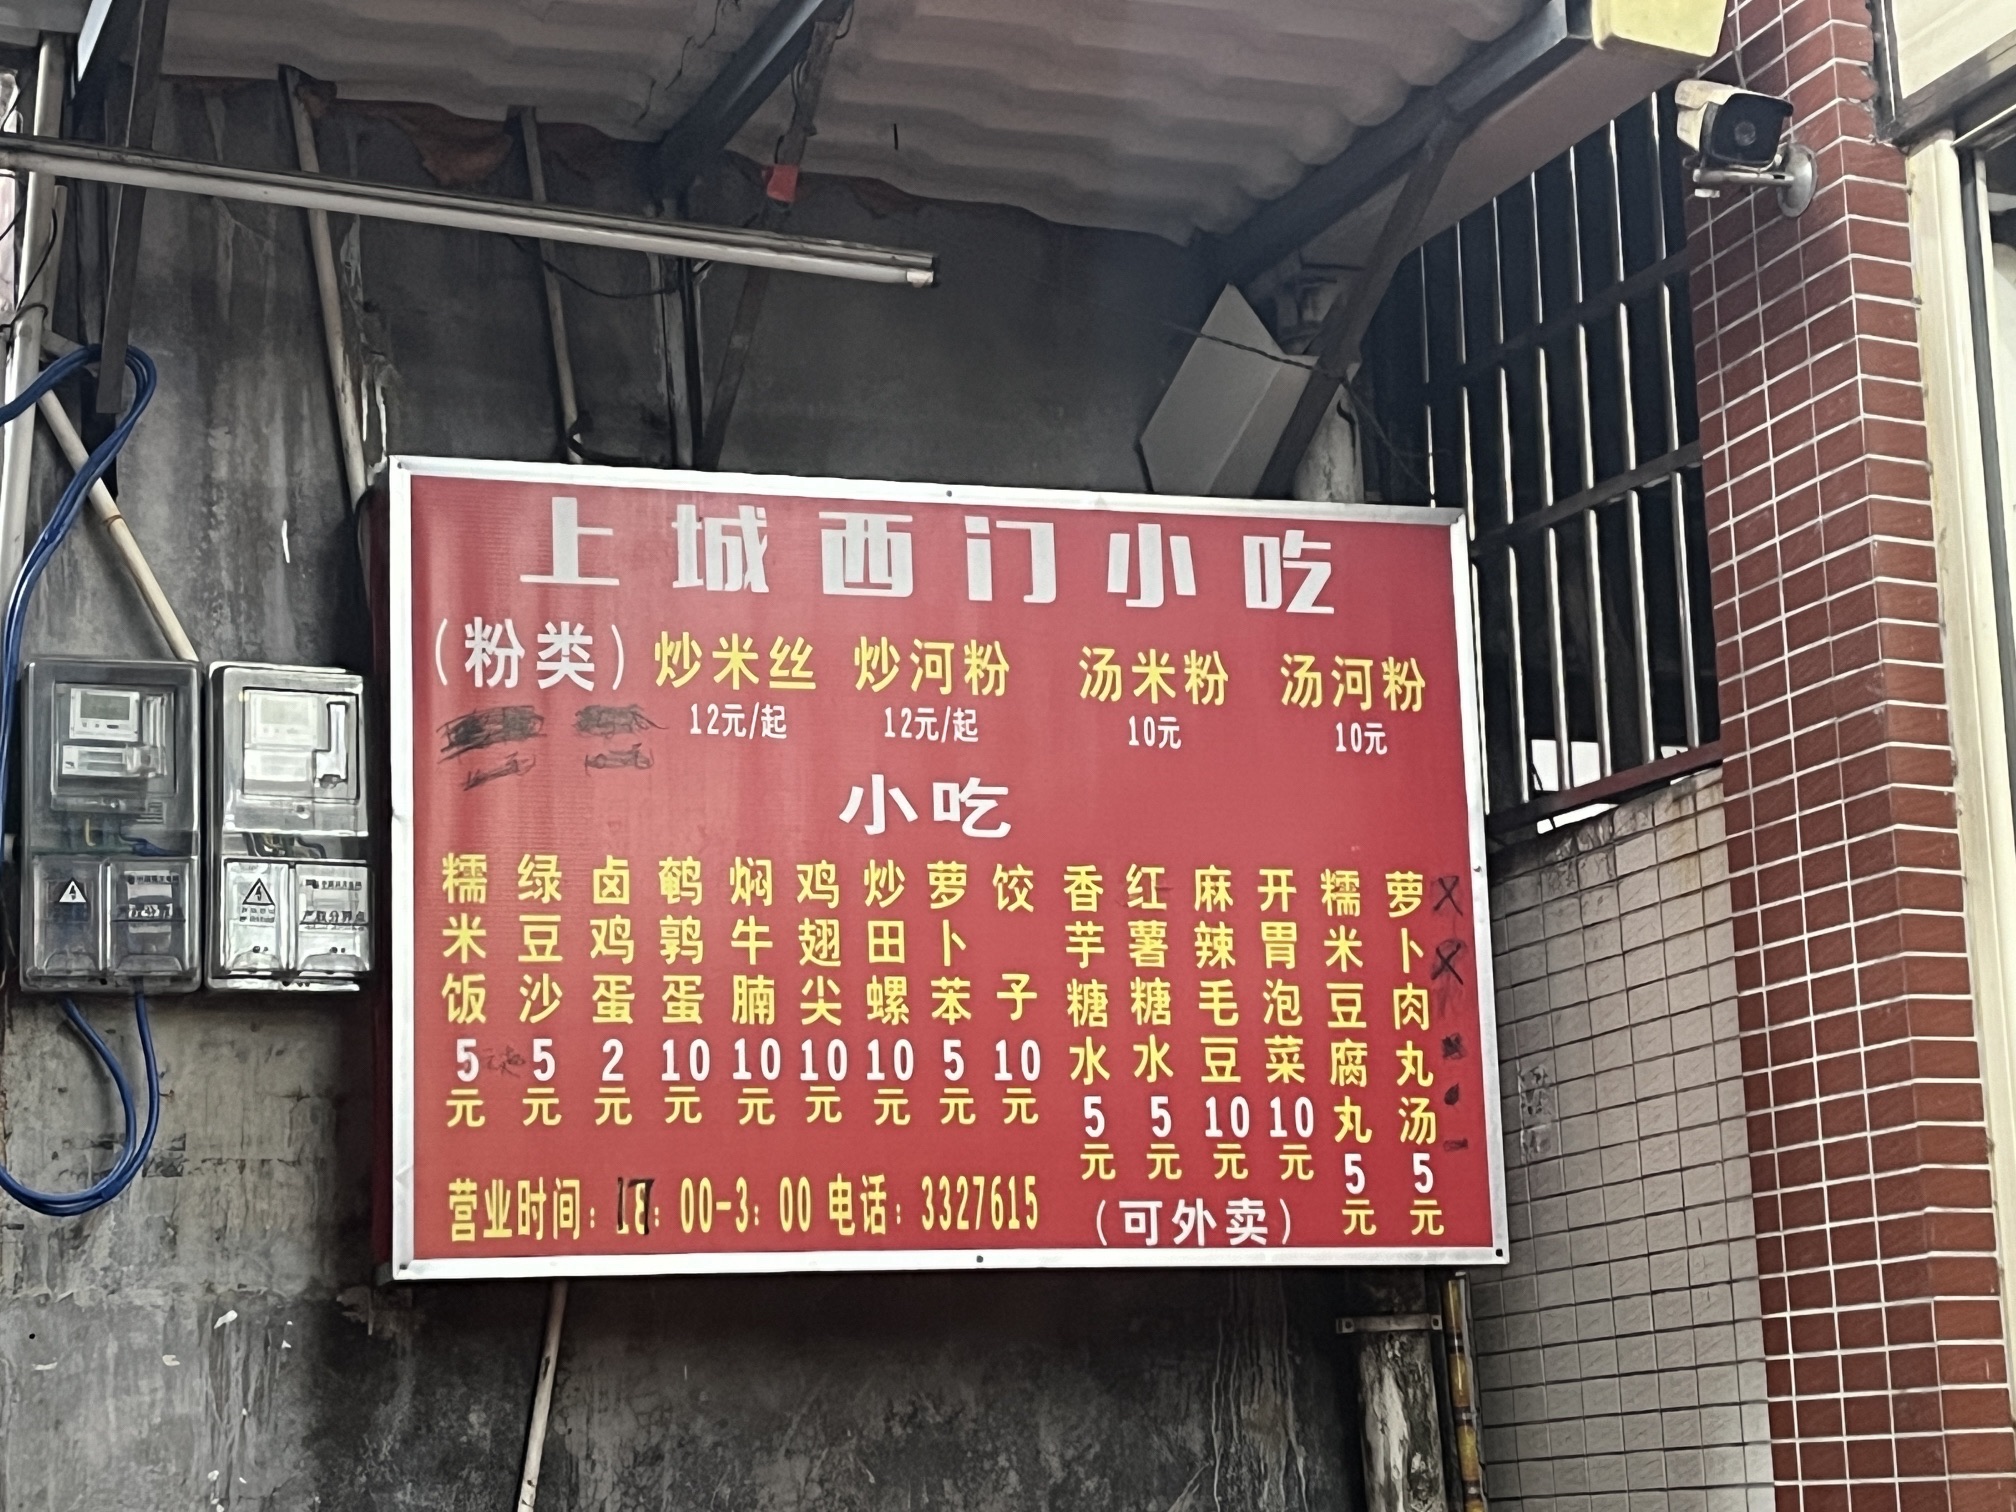 上城西门小吃
（粉类）炒米丝 炒河粉 汤米粉 汤河粉
12元/起 12元/起 10元 10元
小吃
糯米饭5元
绿豆沙5元
卤鸡蛋2元
鹌鹑蛋10元
焖牛腩10元
鸡翅尖10元
炒田螺10元
萝卜苯5元
饺子10元
香芋糖水5元
红薯糖水5元
麻辣毛豆10元
开胃泡菜10元
糯米豆腐丸5元
萝卜肉丸汤5元
营业时间：17：00-3：00 电话：3327615
（可外卖）